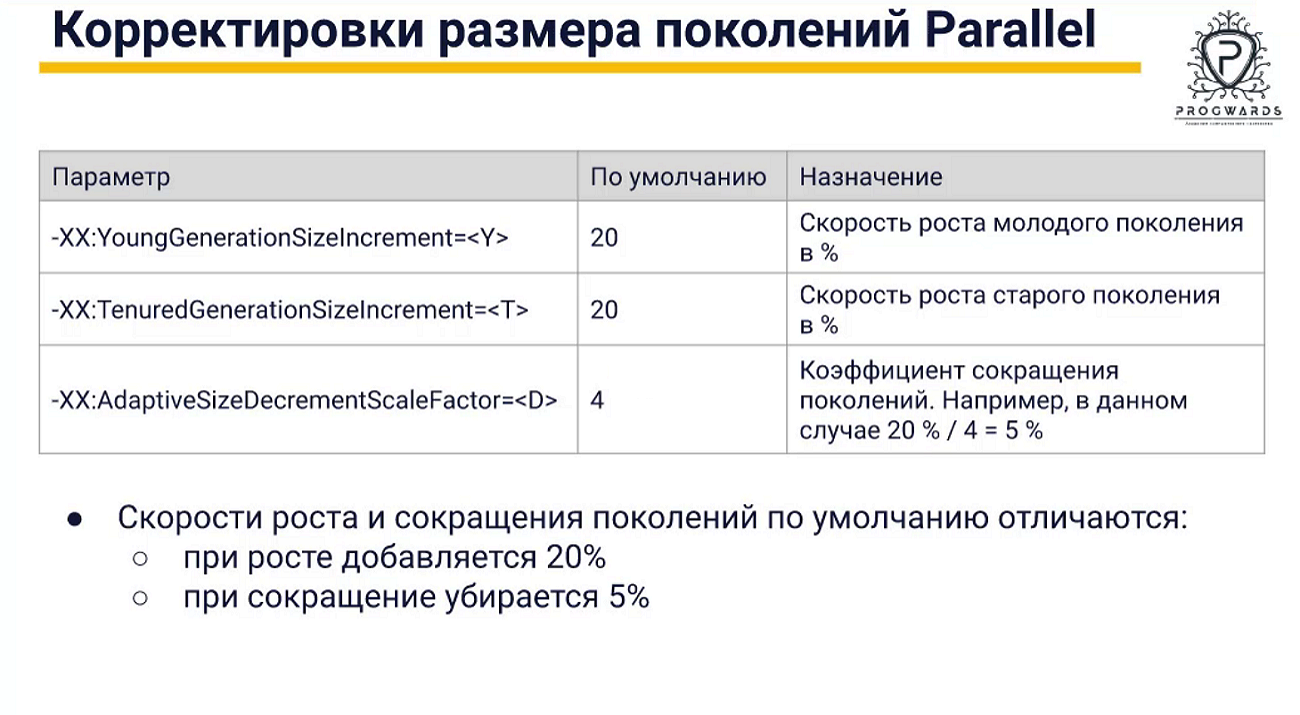 Корректировки размера поколений Parallel
PROGWARDS
Параметр
По умолчанию
Назначение
-XX:YoungGenerationSizeIncrement=<Y>
20
Скорость роста молодого поколения
в %
-XX:TenuredGenerationSizeIncrement=<T>
20
Скорость роста старого поколения
в %
-XX:AdaptiveSizeDecrementScaleFactor=<D>
4
Коэффициент сокращения
поколений. Например, в данном
случае 20 % / 4 = 5 %
● Скорости роста и сокращения поколений по умолчанию отличаются:
○ при росте добавляется 20%
○ при сокращение убирается 5%